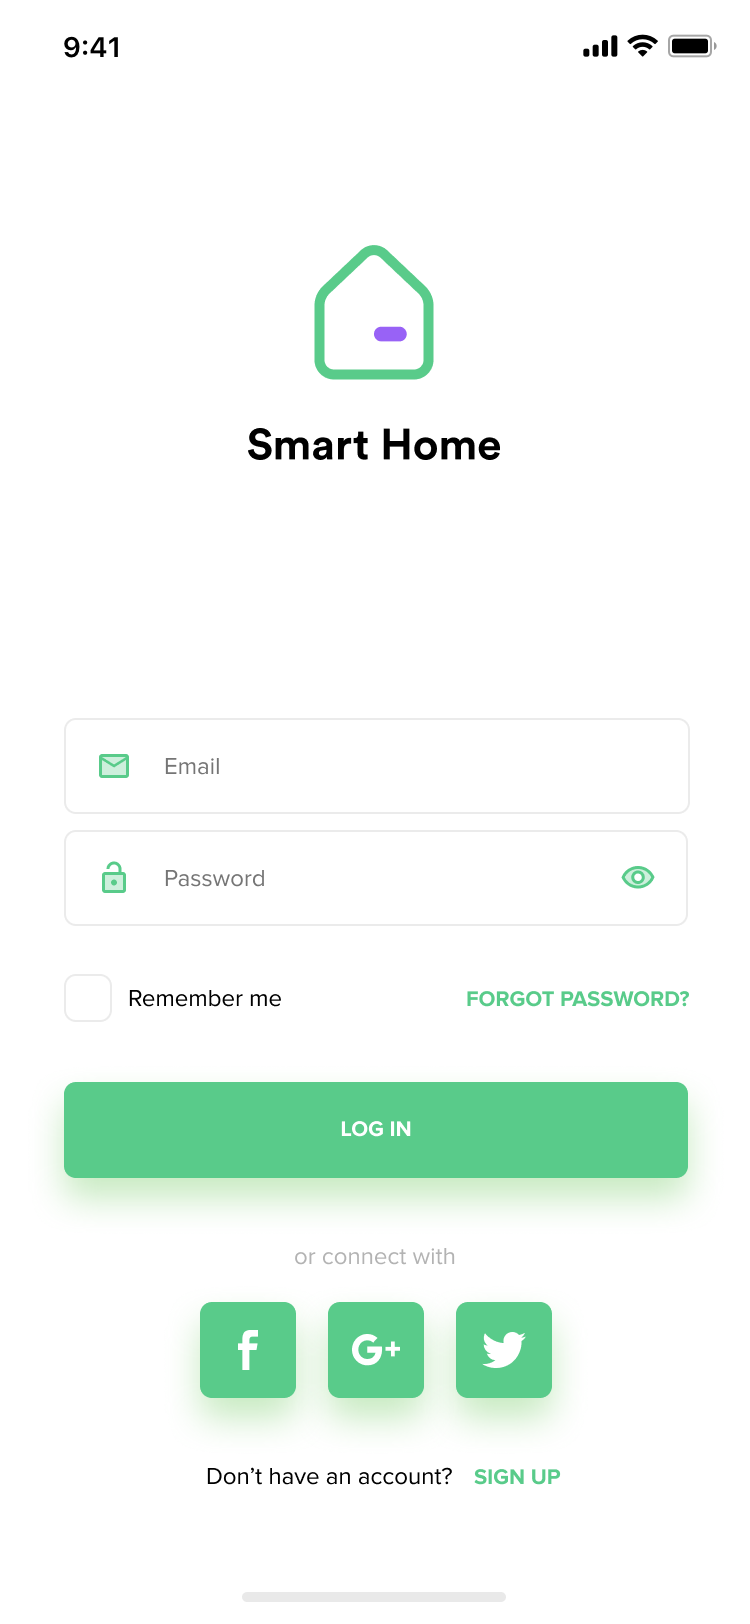 9:41
Smart Home
Email
Password
Remember me
FORGOT PASSWORD?
LOG IN
or connect with
f
G+
Don’t have an account? SIGN UP